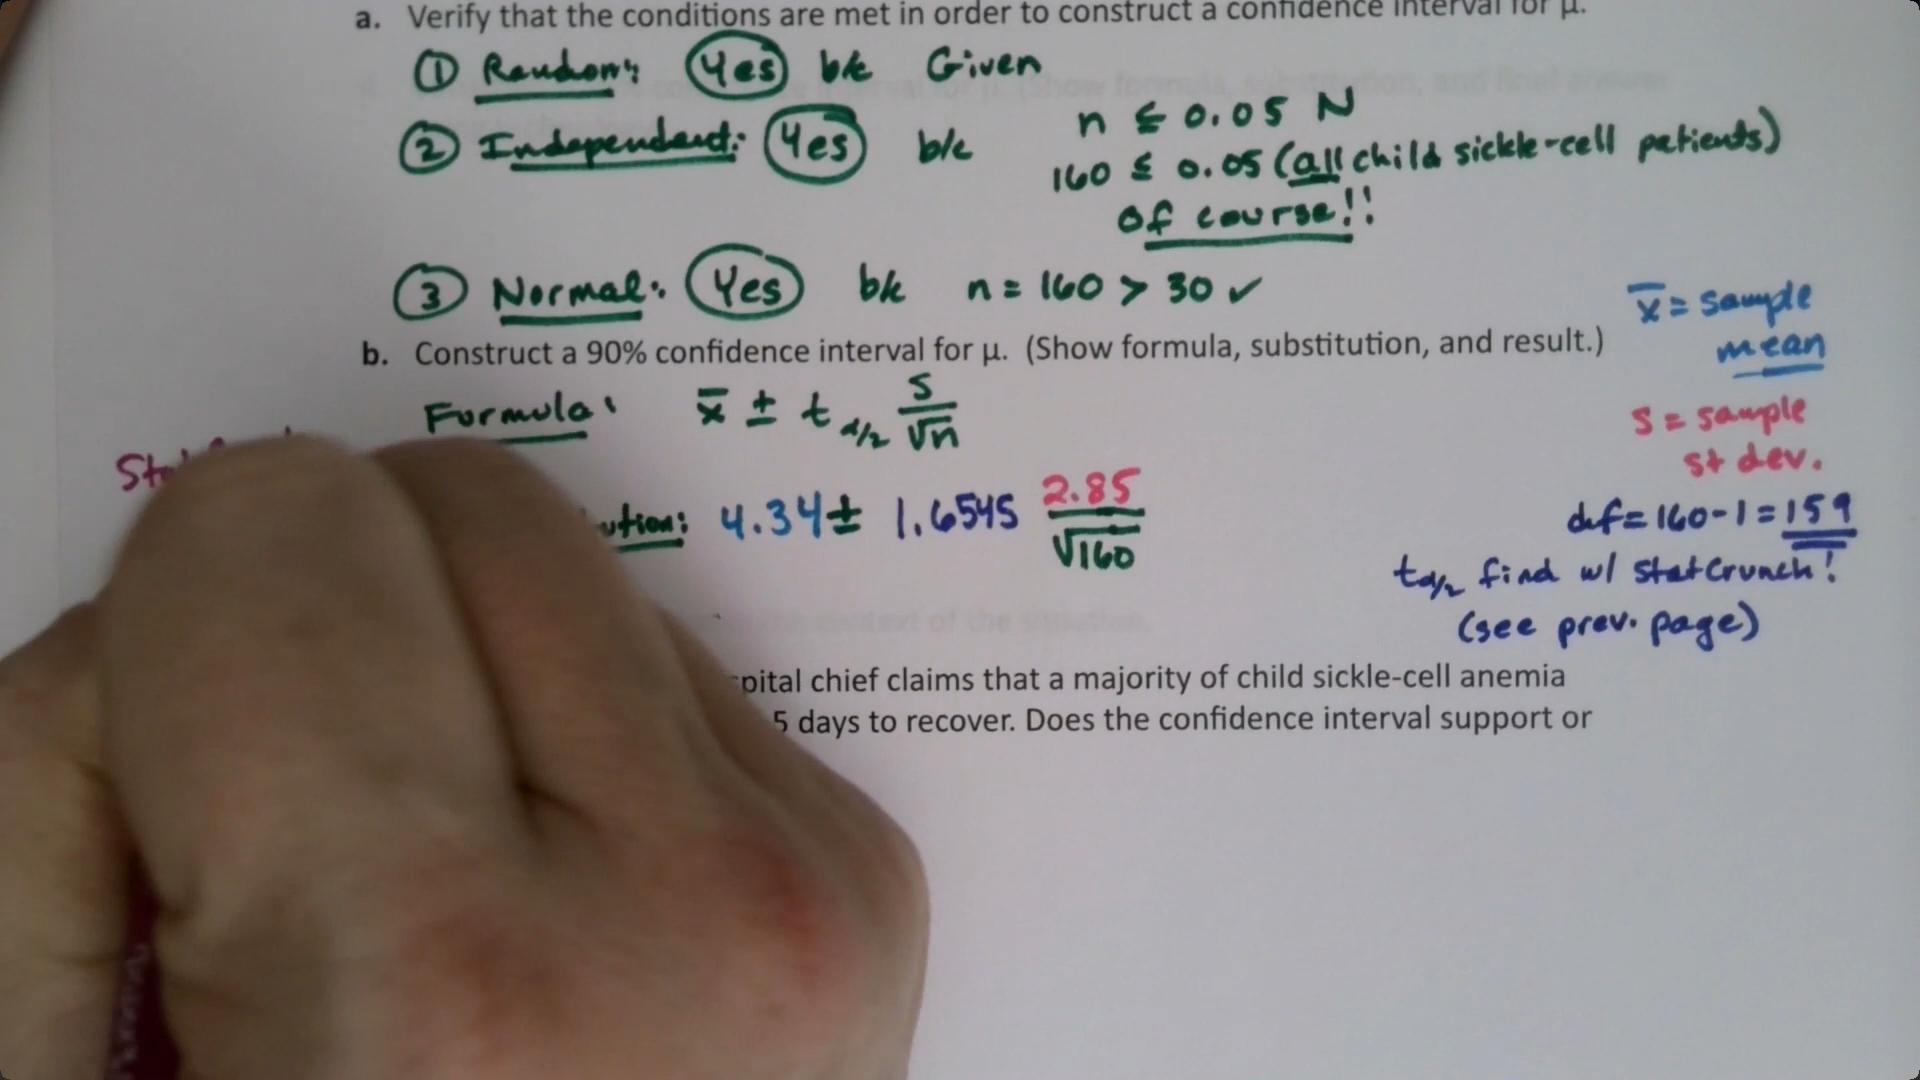 a. Verify that the conditions are met in order to construct a confidence interval for μ.
① Random: Yes b/c Given
② Independent: Yes b/c n ≤ 0.05 N
160 ≤ 0.05 (all child sickle-cell patients)
of course!!
③ Normal: Yes b/c n = 160 > 30 ✓
x̄ = sample
mean
b. Construct a 90% confidence interval for μ. (Show formula, substitution, and result.)
Formula: x̄ ± t α/2 s/√n
s = sample
st dev.
ution: 4.34 ± 1.6545 2.85/√160
df = 160-1 = 159
tα/2 find w/ StatCrunch!
(see prev. page)
pital chief claims that a majority of child sickle-cell anemia
5 days to recover. Does the confidence interval support or